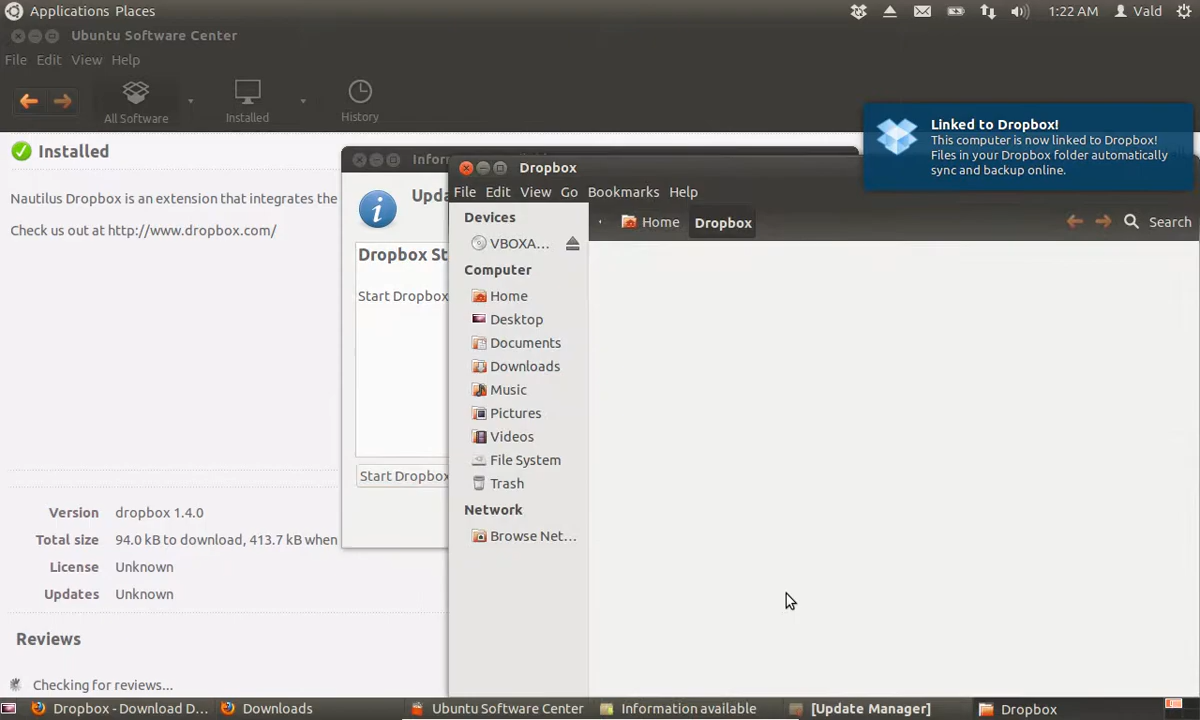 Applications Places
1:22 AM Vald
Ubuntu Software Center
File Edit View Help
All Software
Installed
History
Installed
Nautilus Dropbox is an extension that integrates the
Check us out at http://www.dropbox.com/
Version dropbox 1.4.0
Total size 94.0 kB to download, 413.7 kB when
License Unknown
Updates Unknown
Reviews
Checking for reviews...
Upda
Dropbox St
Start Dropbox
Start Dropbox
Dropbox
File Edit View Go Bookmarks Help
Home Dropbox Search
Devices
VBOXA...
Computer
Home
Desktop
Documents
Downloads
Music
Pictures
Videos
File System
Trash
Network
Browse Net...
Linked to Dropbox!
This computer is now linked to Dropbox!
Files in your Dropbox folder automatically
sync and backup online.
Dropbox - Download D...
Downloads
Ubuntu Software Center
Information available
[Update Manager]
Dropbox